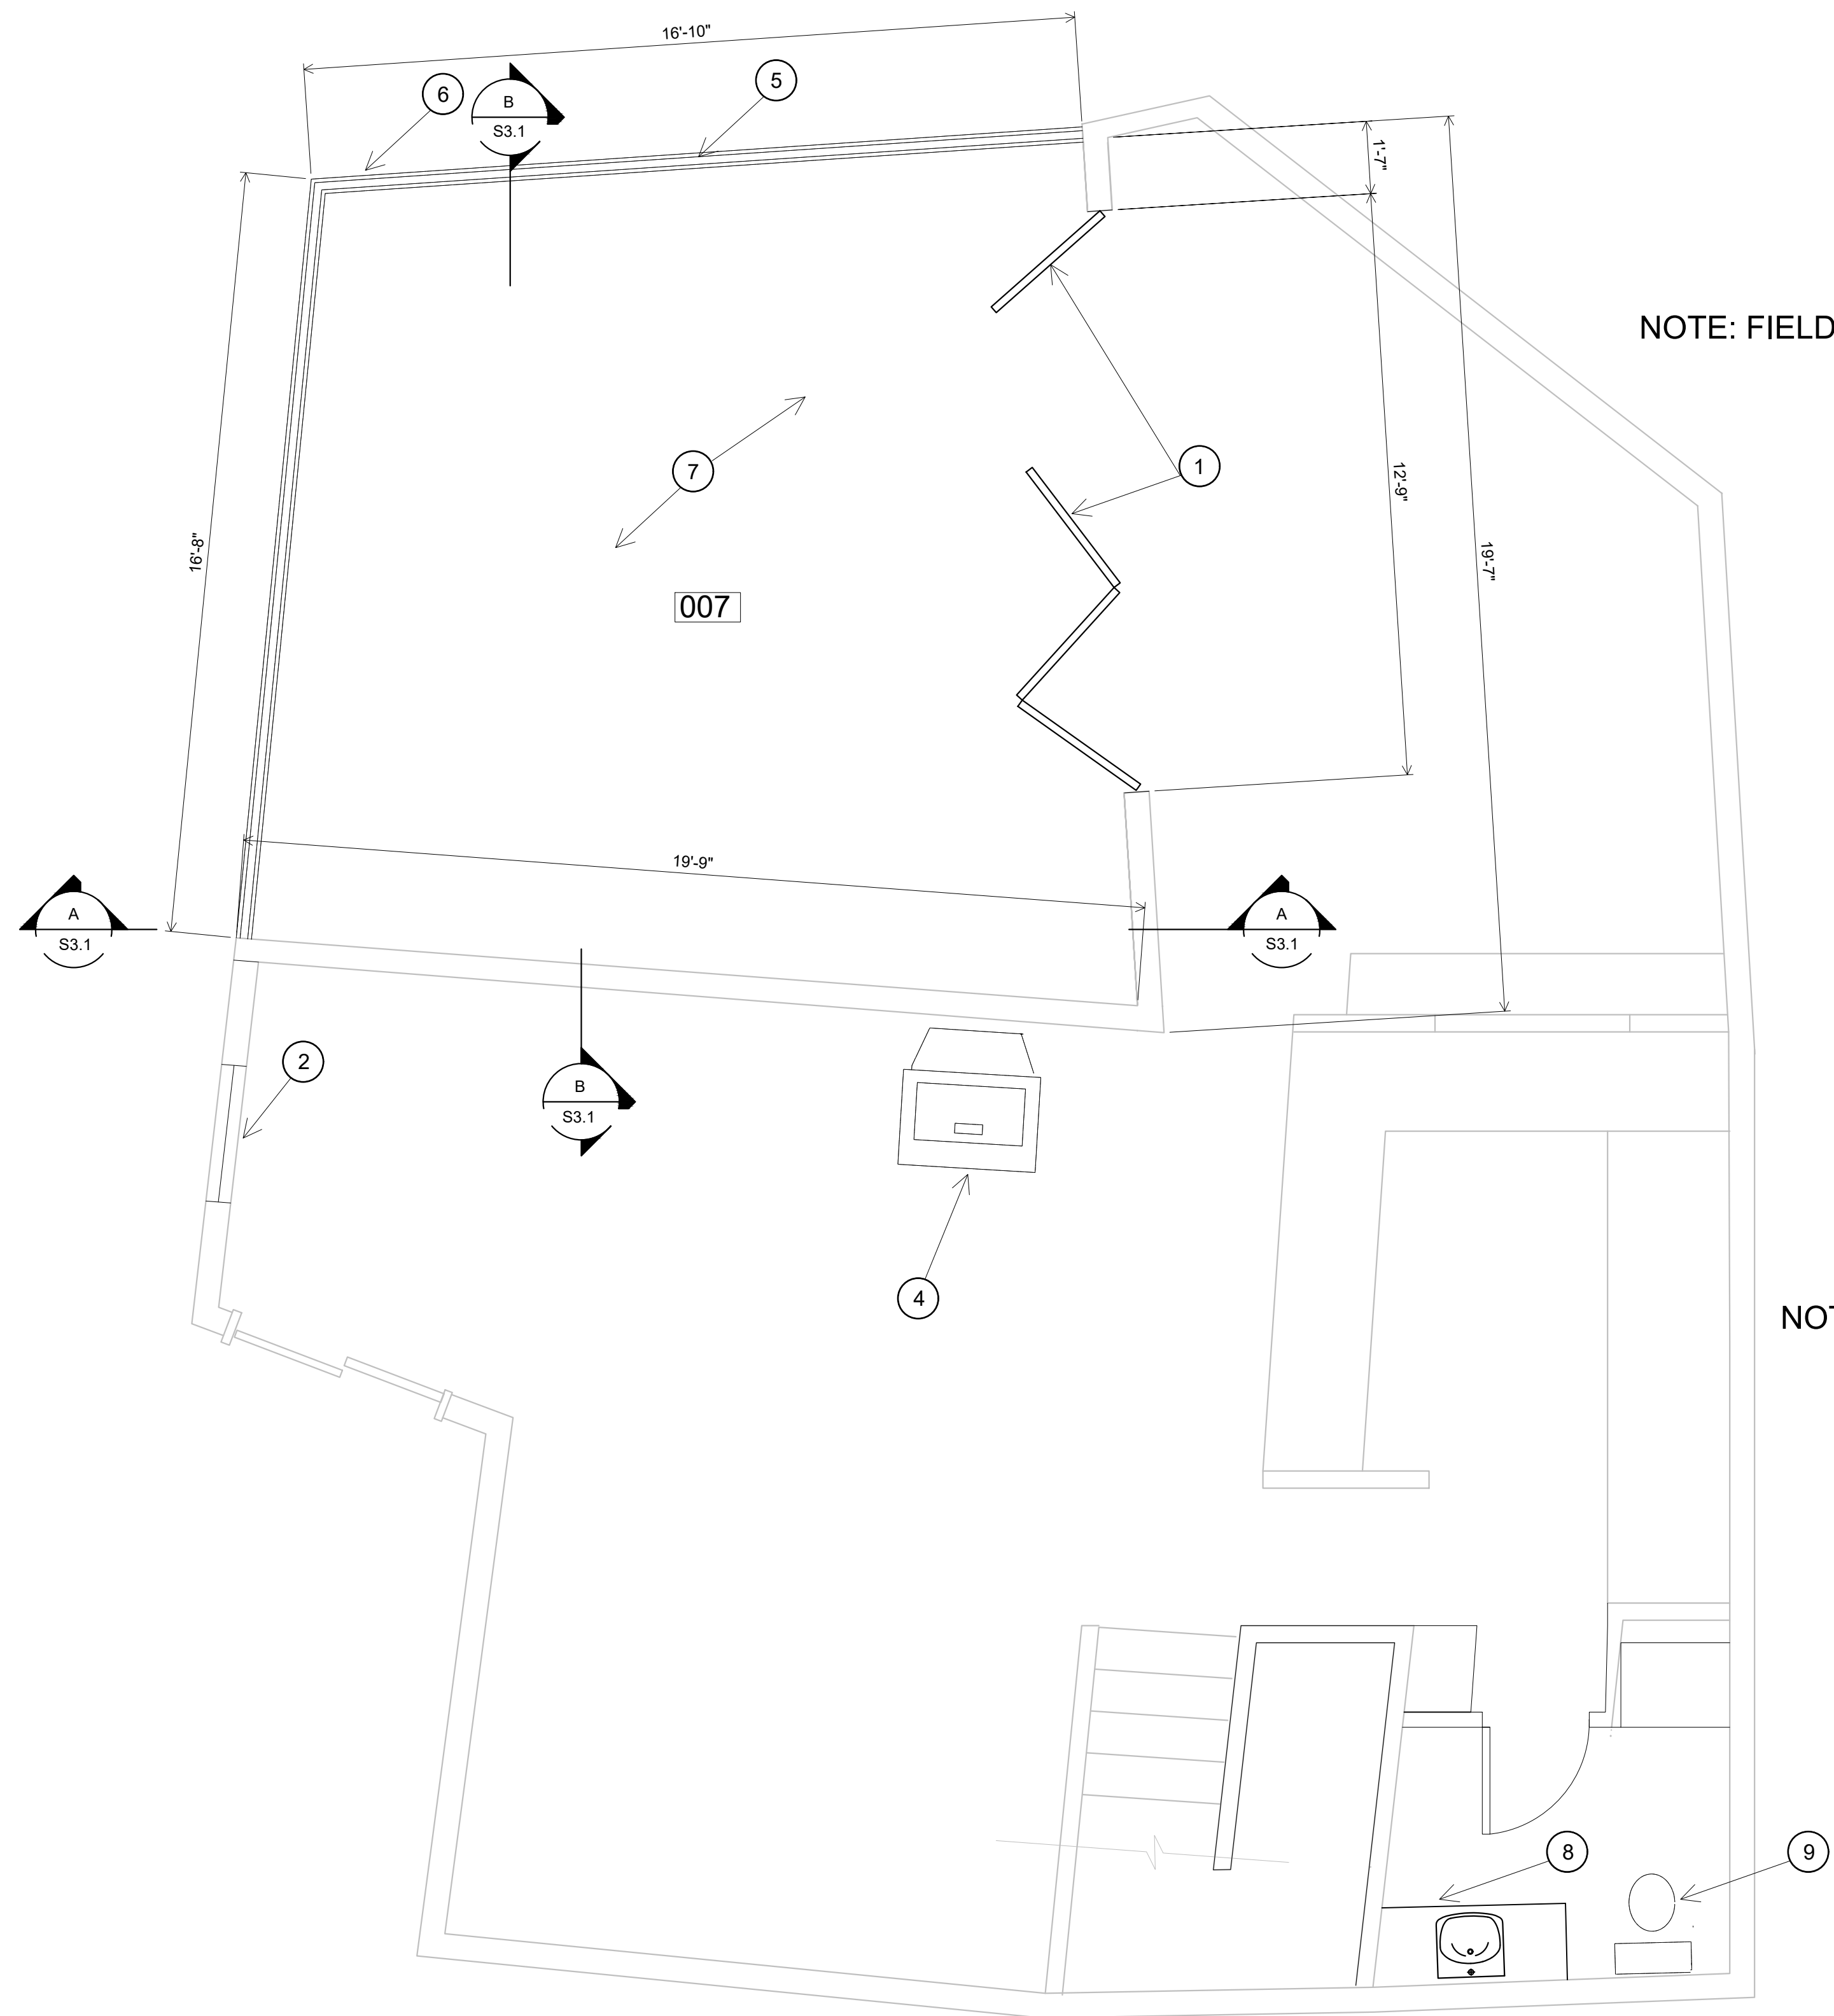 16'-10"
5
6
B
S3.1
1'-7"
NOTE: FIELD
7
1
12'-9"
16'-8"
19'-7"
007
19'-9"
A
S3.1
A
S3.1
2
B
S3.1
4
NOT
8
9